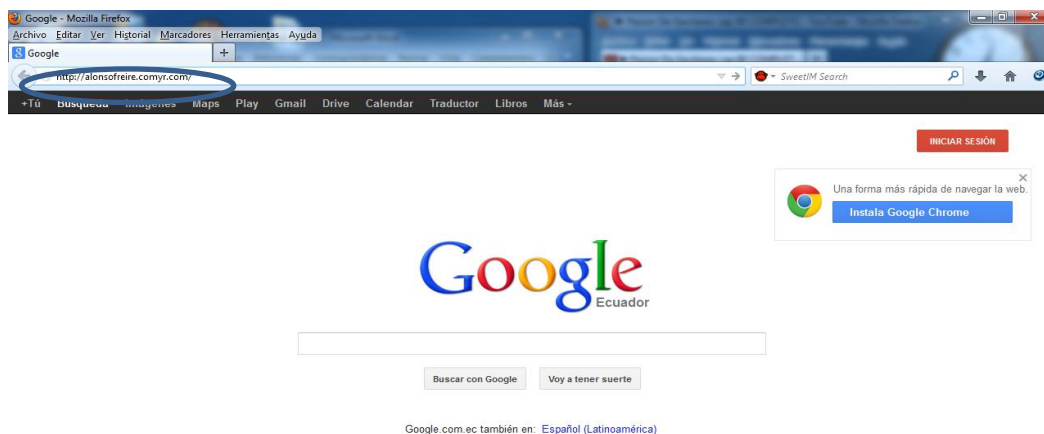 Google - Mozilla Firefox
Archivo Editar Ver Historial Marcadores Herramientas Ayuda
Google
http://alonsofreire.comyr.com/
SweetIM Search
+Tú Búsqueda Imágenes Maps Play Gmail Drive Calendar Traductor Libros Más
INICIAR SESIÓN
Una forma más rápida de navegar la web.
Instala Google Chrome
Google
Ecuador
Buscar con Google Voy a tener suerte
Google.com.ec también en: Español (Latinoamérica)